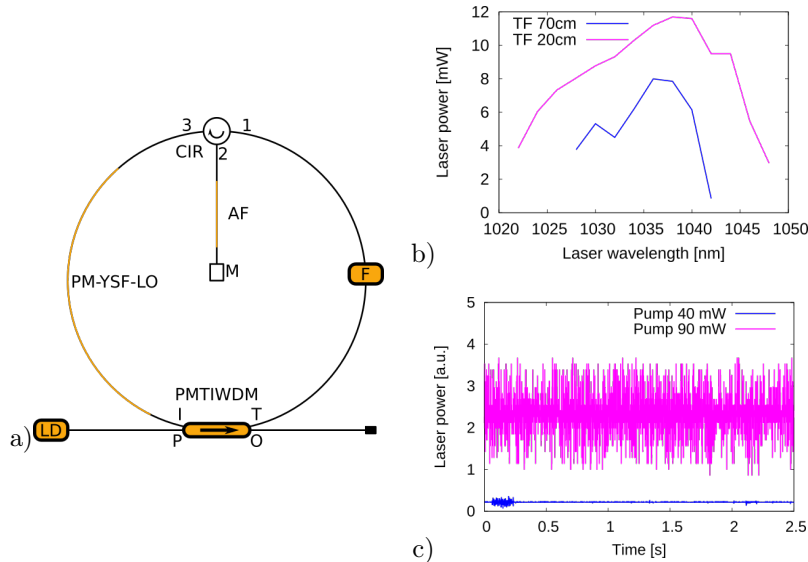 a)
3
1
CIR
2
AF
M
F
PM-YSF-LO
PMTIWDM
I
T
LD
P
O
b)
TF 70cm
TF 20cm
Laser power [mW]
12
10
8
6
4
2
0
1020 1025 1030 1035 1040 1045 1050
Laser wavelength [nm]
c)
Pump 40 mW
Pump 90 mW
Laser power [a.u.]
5
4
3
2
1
0
0 0.5 1 1.5 2 2.5
Time [s]